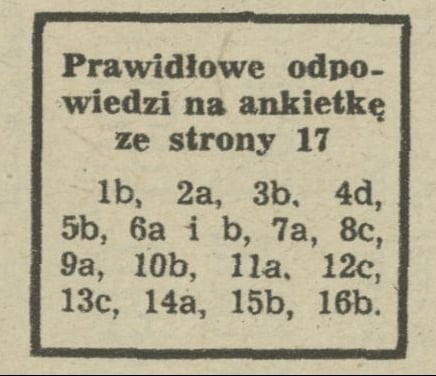 Prawidłowe odpo-
wiedzi na ankietkę
ze strony 17
1b, 2a, 3b. 4d,
5b, 6a i b, 7a, 8c,
9a, 10b, 11a. 12c,
13c, 14a, 15b, 16b.